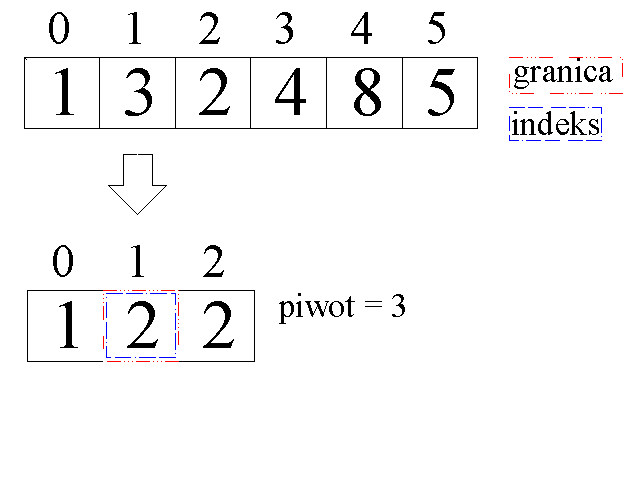 0 1 2 3 4 5
1 3 2 4 8 5
granica
indeks
0 1 2
1 2 2
piwot = 3